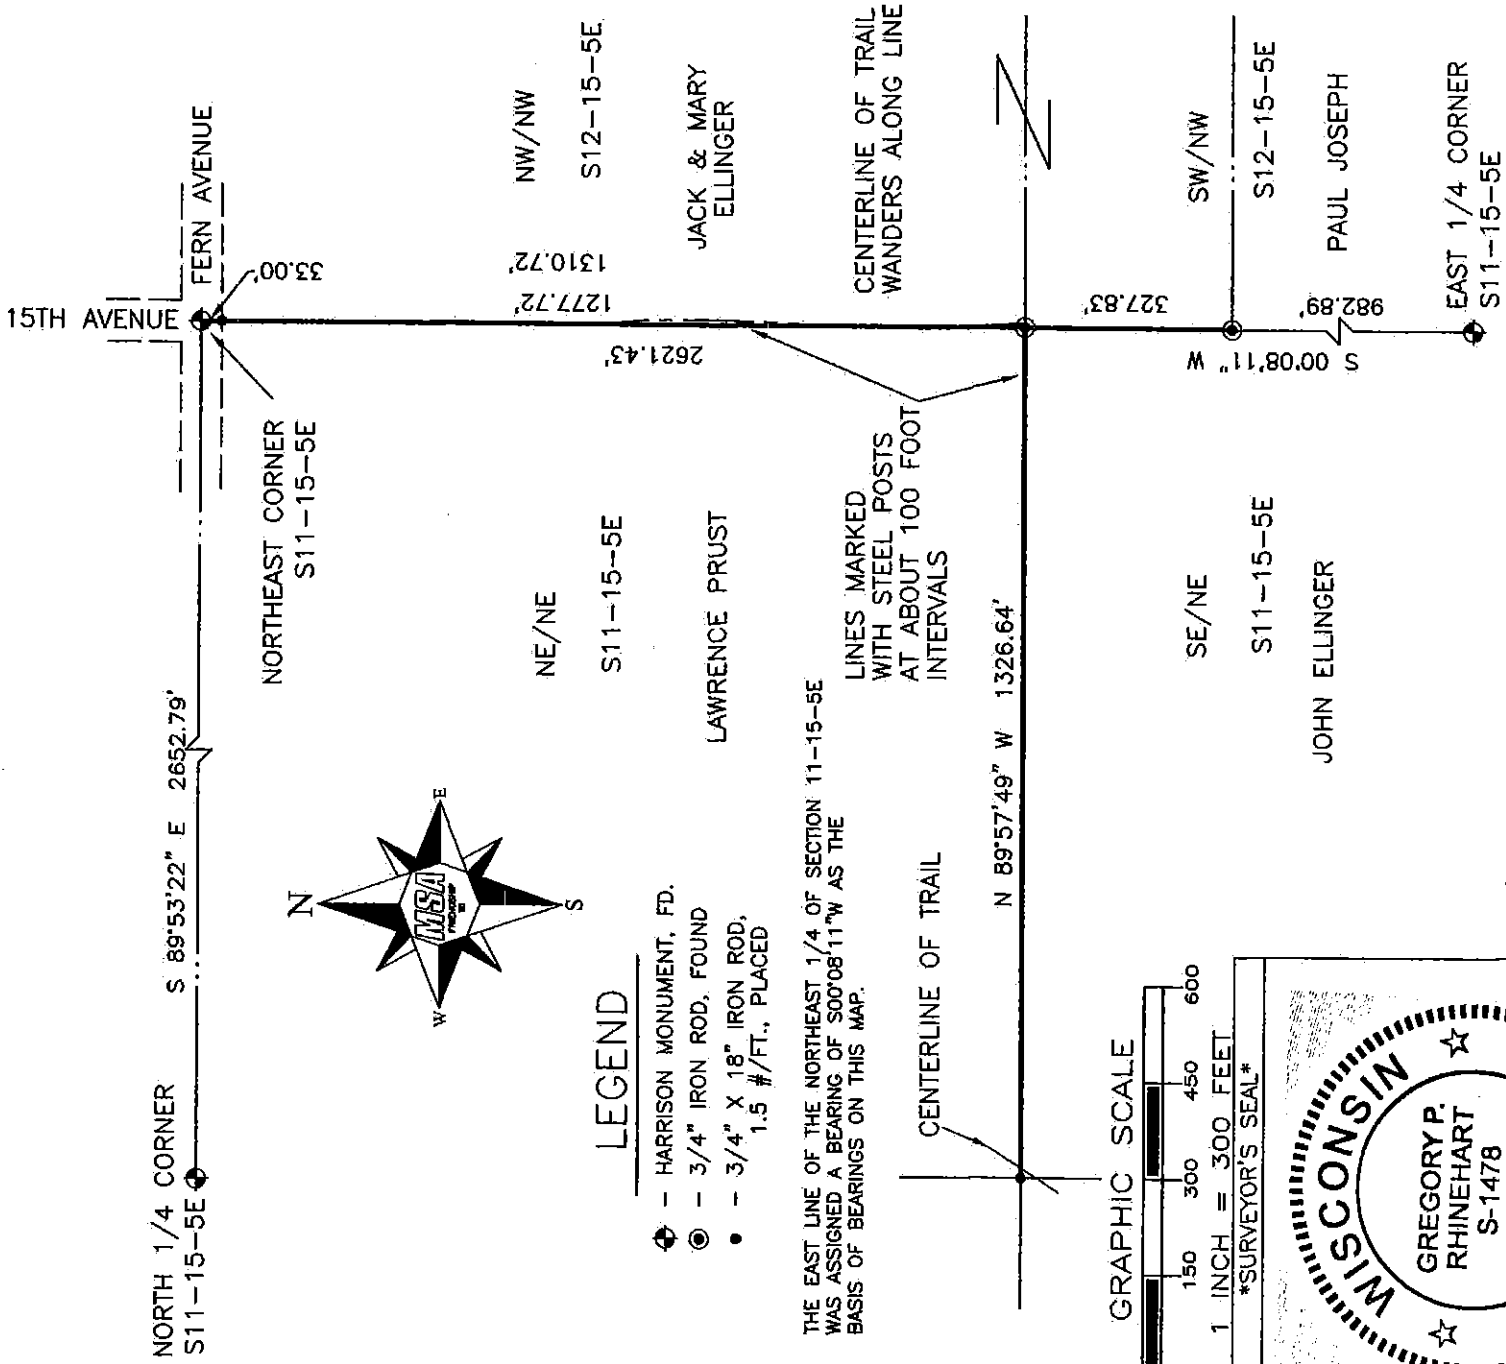 15TH AVENUE
FERN AVENUE
33.00'
NORTH 1/4 CORNER
S11-15-5E
S 89°53'22" E 2652.79'
NORTHEAST CORNER
S11-15-5E
1277.72'
1310.72'
2621.43'
NW/NW
S12-15-5E
JACK & MARY
ELLINGER
NE/NE
S11-15-5E
LAWRENCE PRUST
N
W
E
S
MSA
LEGEND
- HARRISON MONUMENT, FD.
- 3/4" IRON ROD, FOUND
- 3/4" X 18" IRON ROD,
1.5 #/FT., PLACED
THE EAST LINE OF THE NORTHEAST 1/4 OF SECTION 11-15-5E
WAS ASSIGNED A BEARING OF S00°08'11"W AS THE
BASIS OF BEARINGS ON THIS MAP.
LINES MARKED
WITH STEEL POSTS
AT ABOUT 100 FOOT
INTERVALS
CENTERLINE OF TRAIL
WANDERS ALONG LINE
CENTERLINE OF TRAIL
N 89°57'49" W 1326.64'
327.83'
SW/NW
S12-15-5E
PAUL JOSEPH
982.89'
S 00°08'11" W
EAST 1/4 CORNER
S11-15-5E
SE/NE
S11-15-5E
JOHN ELLINGER
GRAPHIC SCALE
150 300 450 600
1 INCH = 300 FEET
*SURVEYOR'S SEAL*
WISCONSIN
GREGORY P.
RHINEHART
S-1478